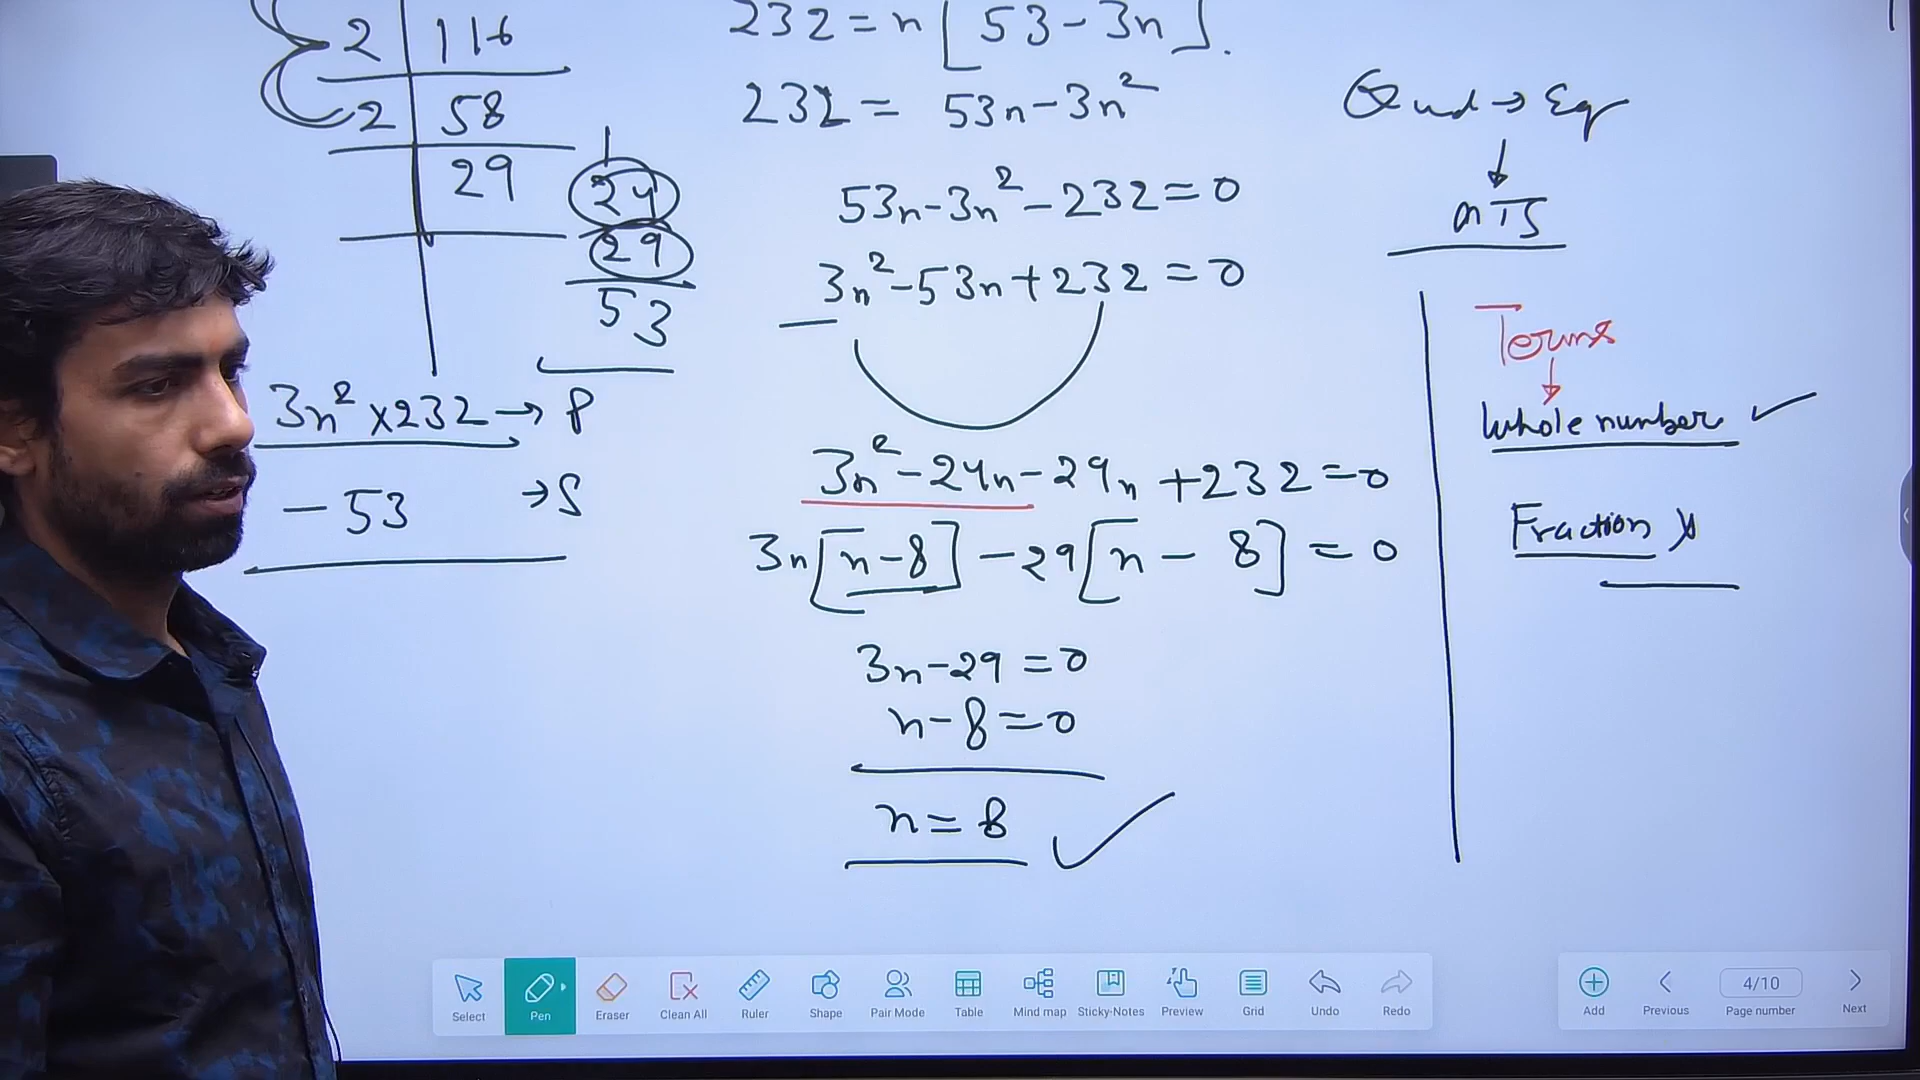 2 | 116
2 | 58
29
24
29
53
3n² × 232 → P
- 53 → S
232 = n [53 - 3n].
232 = 53n - 3n²
53n - 3n² - 232 = 0
3n² - 53n + 232 = 0
3n² - 24n - 29n + 232 = 0
3n [n - 8] - 29 [n - 8] = 0
3n - 29 = 0
n - 8 = 0
n = 8 ✓
→ Eq
↓
Terms
↓
Whole number ✓
Fraction ×
Select
Pen
Eraser
Clean All
Ruler
Shape
Pair Mode
Table
Mind map
Sticky-Notes
Preview
Grid
Undo
Redo
Add
Previous
4/10
Page number
Next